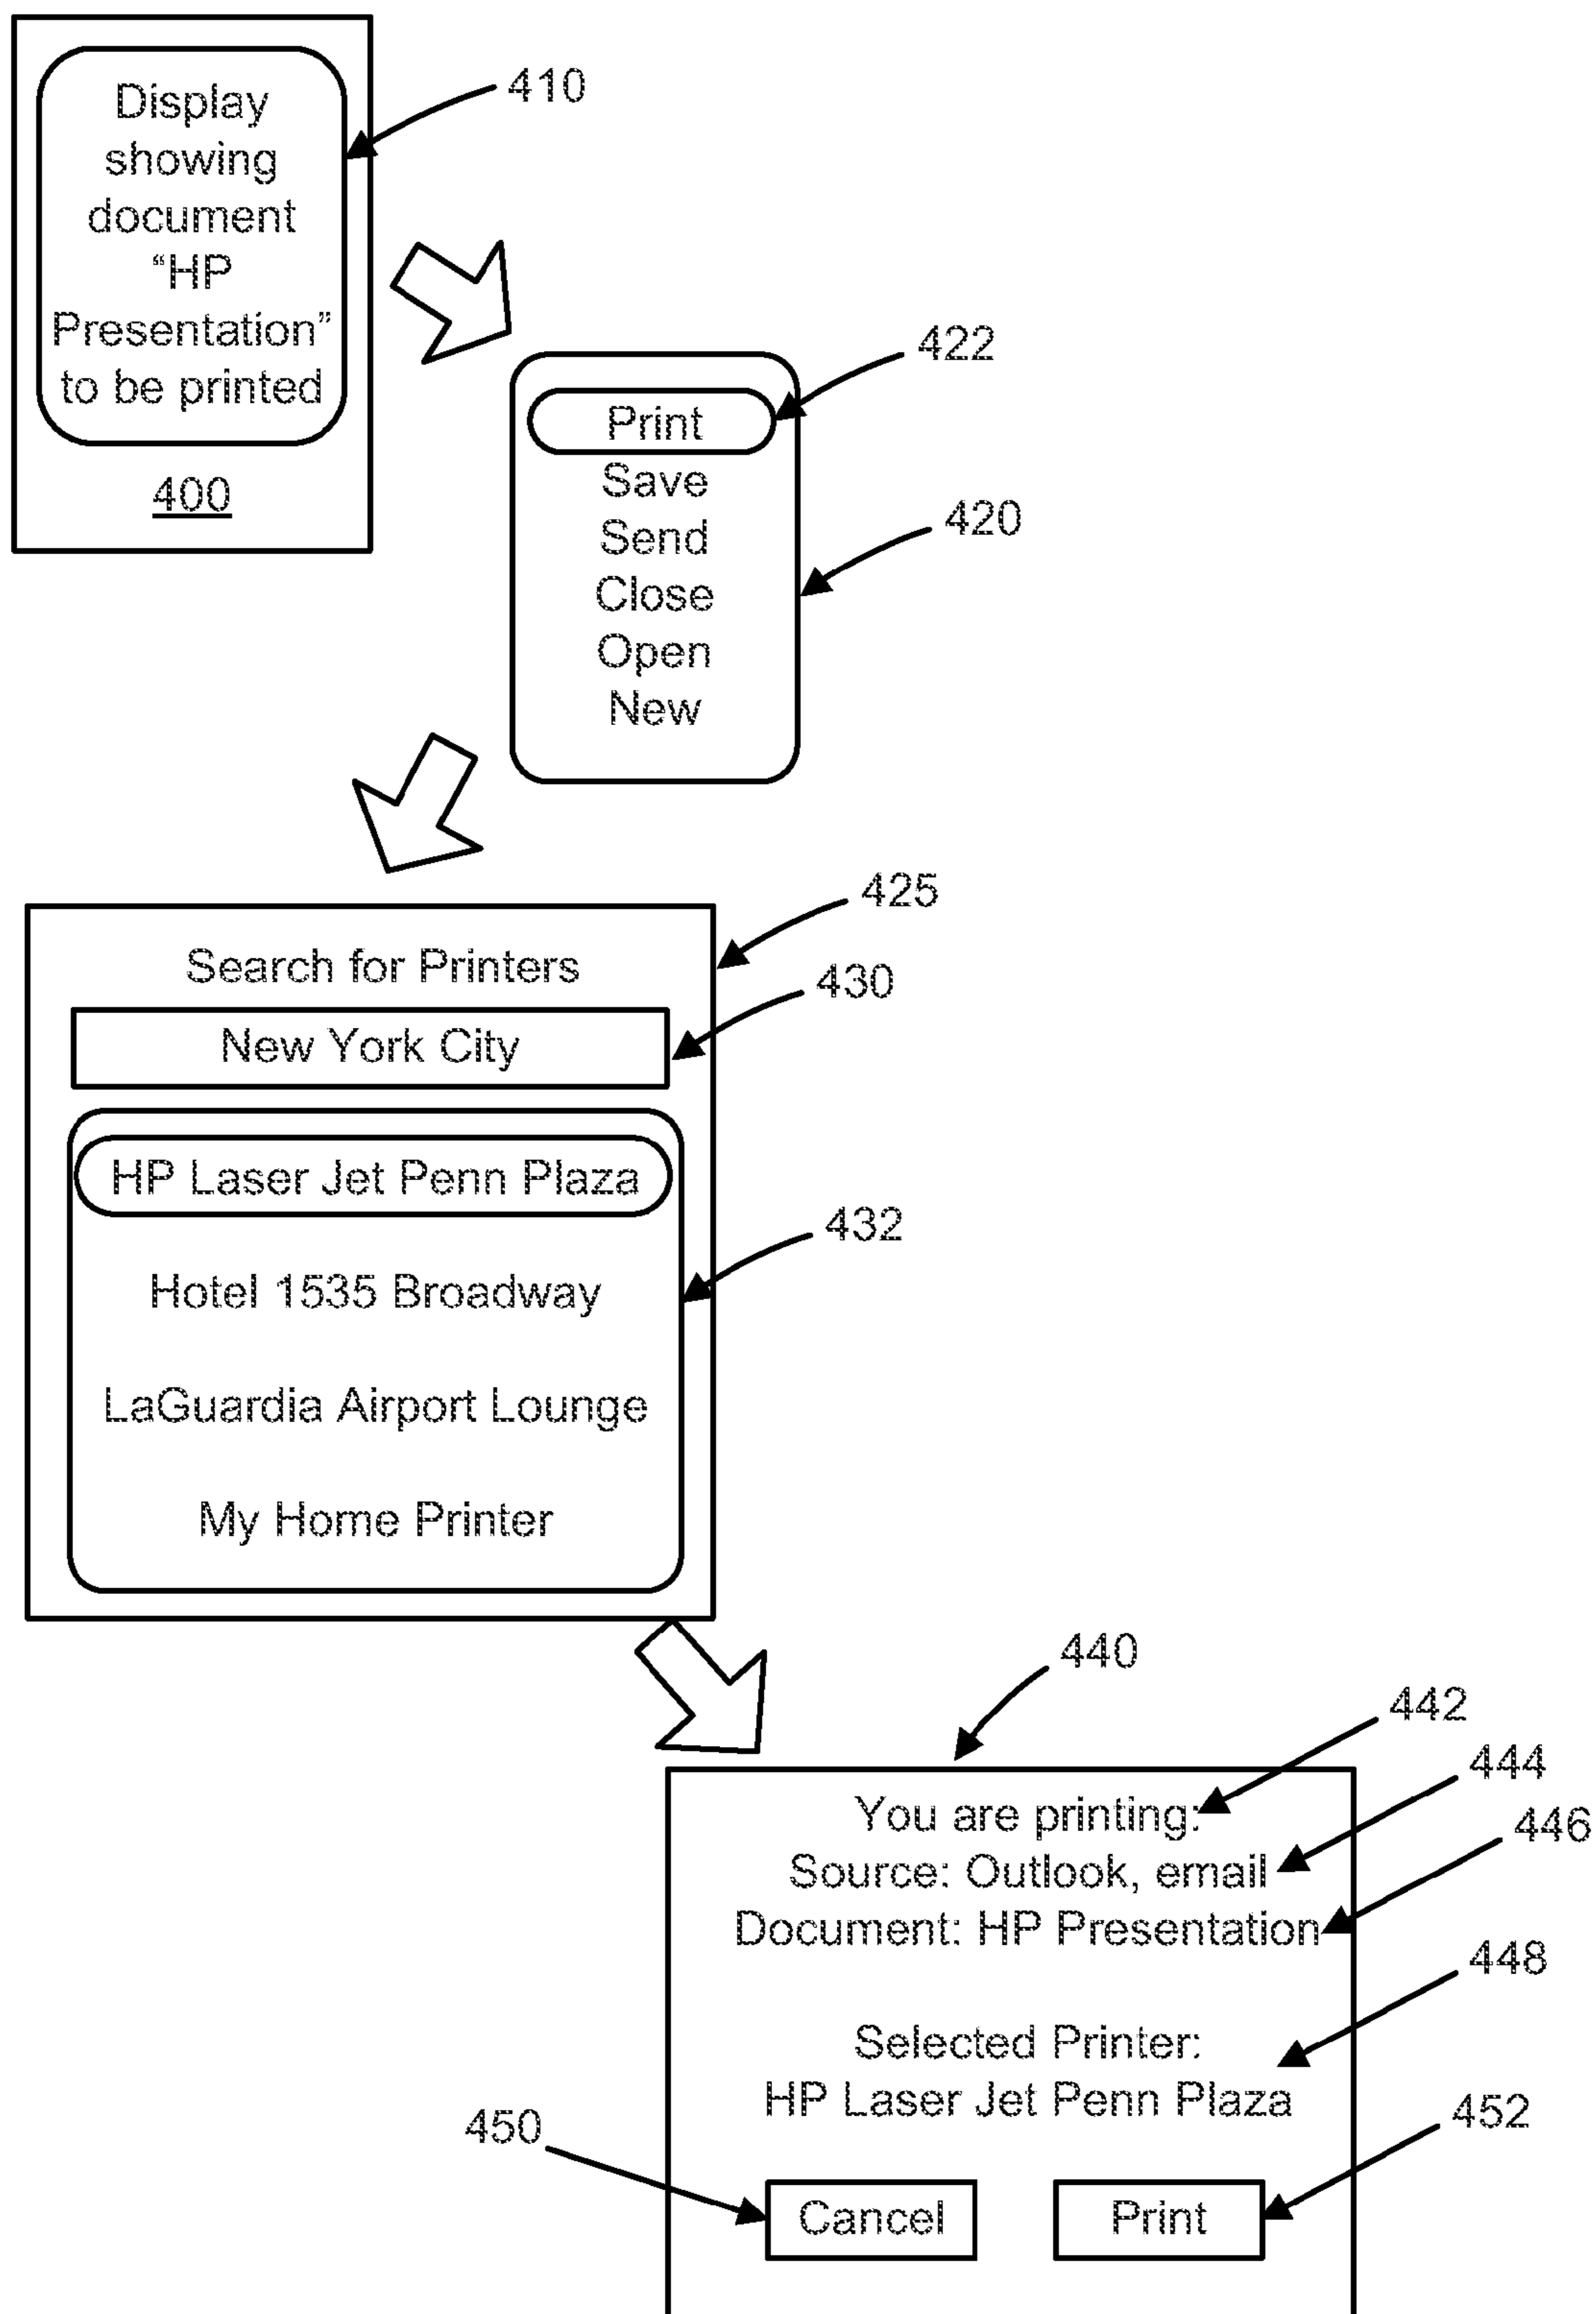 Display
showing
document
“HP
Presentation”
to be printed
400
410
422
Print
Save
Send
Close
Open
New
420
425
Search for Printers
430
New York City
HP Laser Jet Penn Plaza
432
Hotel 1535 Broadway
LaGuardia Airport Lounge
My Home Printer
440
442
You are printing:
444
Source: Outlook, email
446
Document: HP Presentation
448
Selected Printer:
HP Laser Jet Penn Plaza
450
452
Cancel
Print